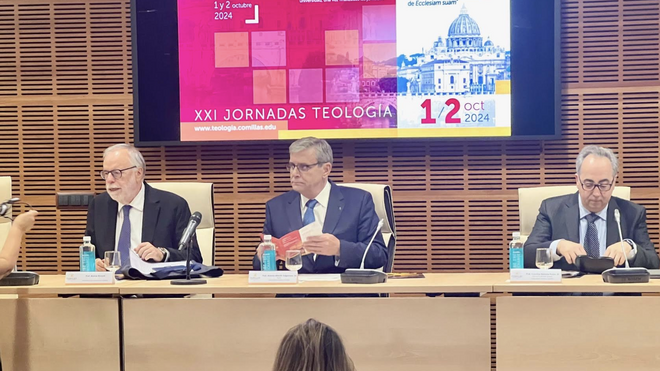 1 y 2 octubre
2024
de Ecclesiam suam"
XXI JORNADAS TEOLOGÍA
www.teologia.comillas.edu
1/2 oct
2024